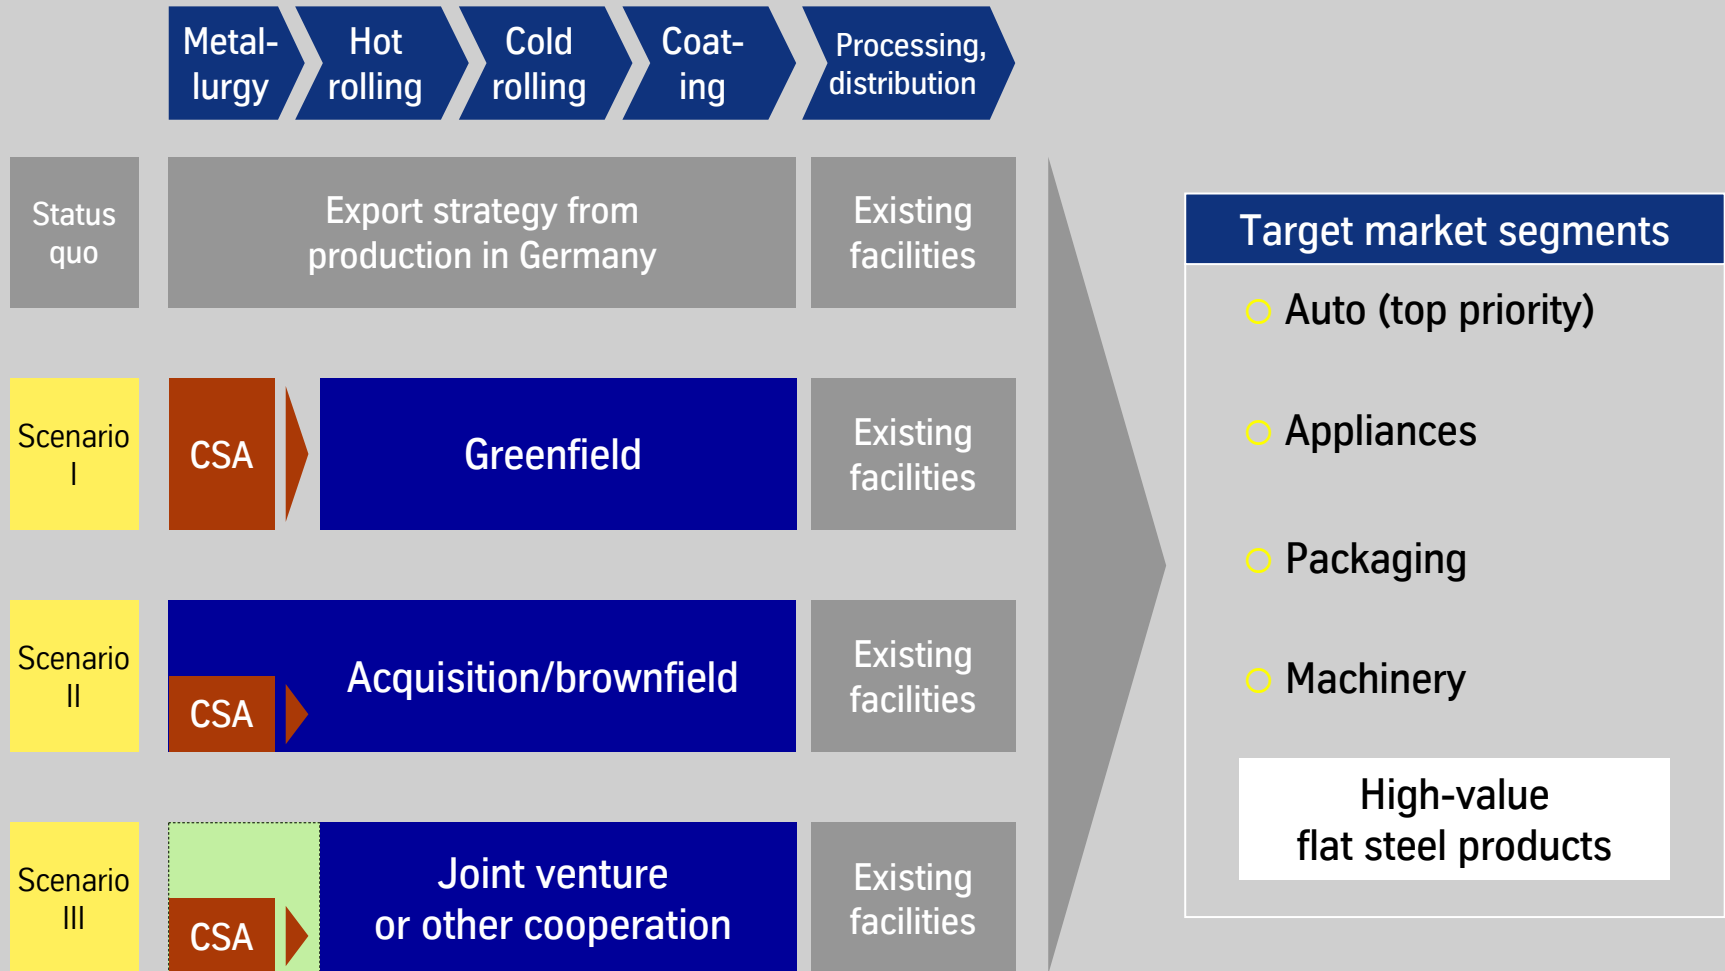 Metal-
lurgy
Hot
rolling
Cold
rolling
Coat-
ing
Processing,
distribution
Status
quo
Export strategy from
production in Germany
Existing
facilities
Scenario
I
CSA
Greenfield
Existing
facilities
Scenario
II
CSA
Acquisition/brownfield
Existing
facilities
Scenario
III
CSA
Joint venture
or other cooperation
Existing
facilities
Target market segments
Auto (top priority)
Appliances
Packaging
Machinery
High-value
flat steel products